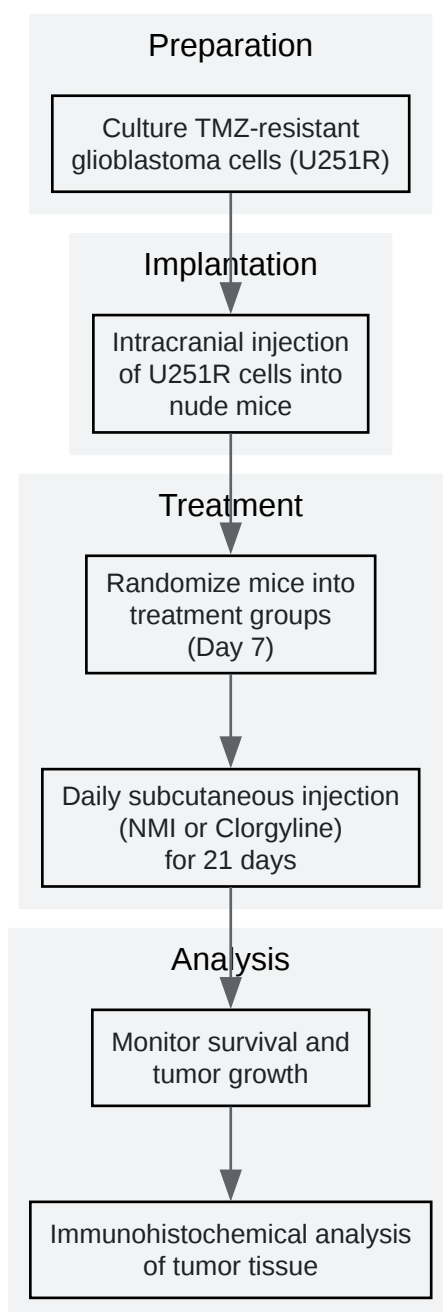 Preparation
Culture TMZ-resistant
glioblastoma cells (U251R)
Implantation
Intracranial injection
of U251R cells into
nude mice
Treatment
Randomize mice into
treatment groups
(Day 7)
Daily subcutaneous injection
(NMI or Clorgyline)
for 21 days
Analysis
Monitor survival and
tumor growth
Immunohistochemical analysis
of tumor tissue